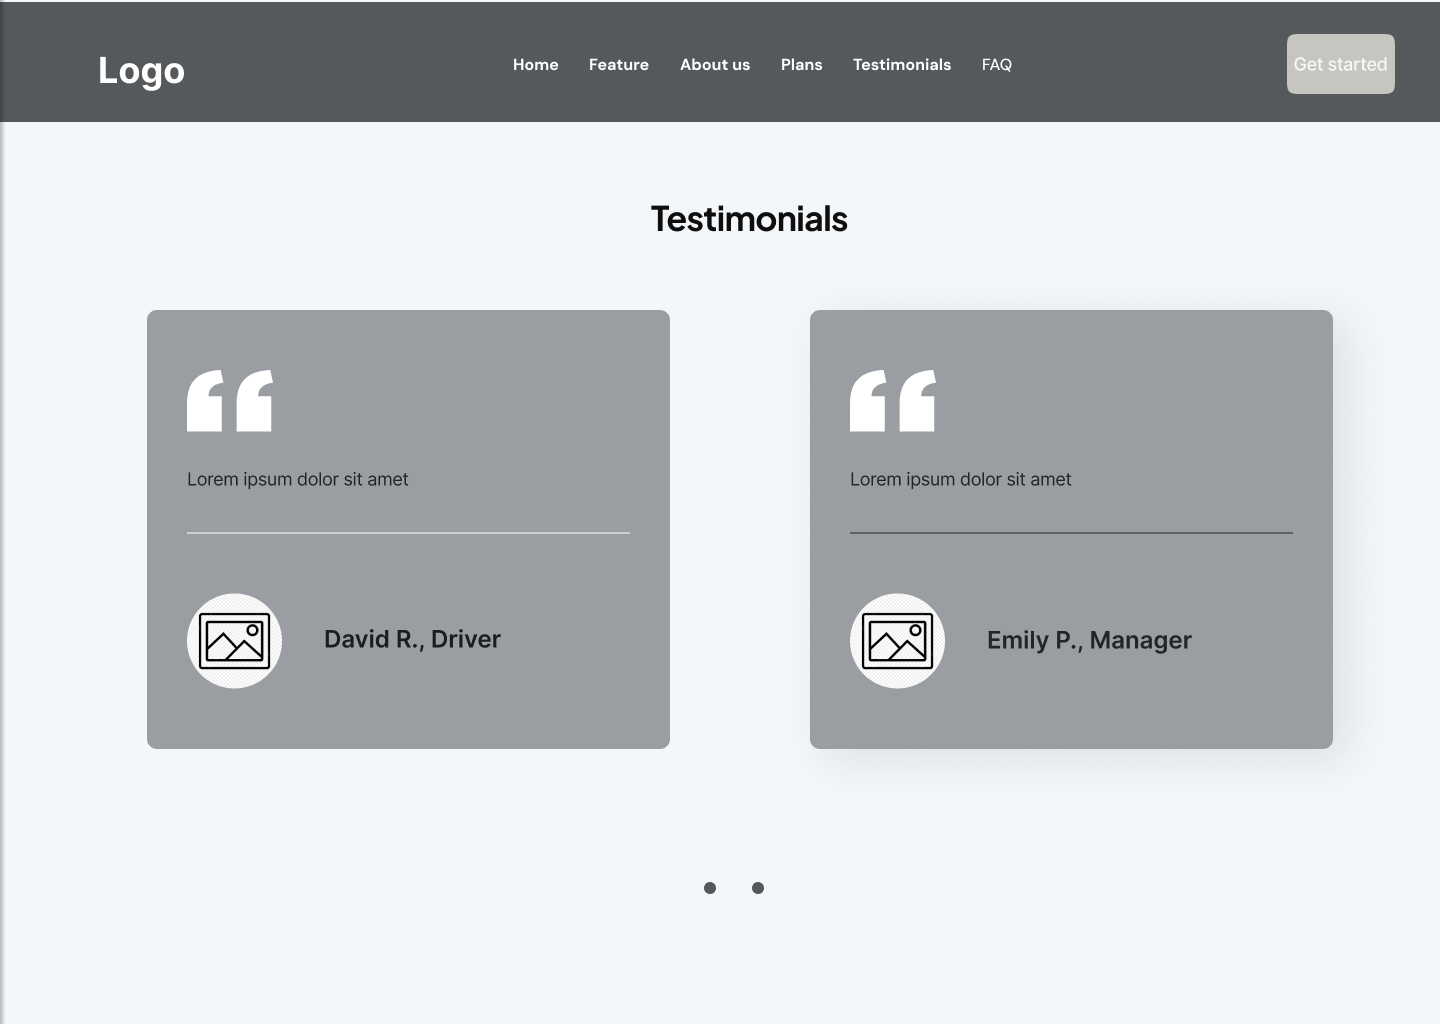 Logo
Home Feature About us Plans Testimonials FAQ
Get started
Testimonials
Lorem ipsum dolor sit amet
David R., Driver
Lorem ipsum dolor sit amet
Emily P., Manager